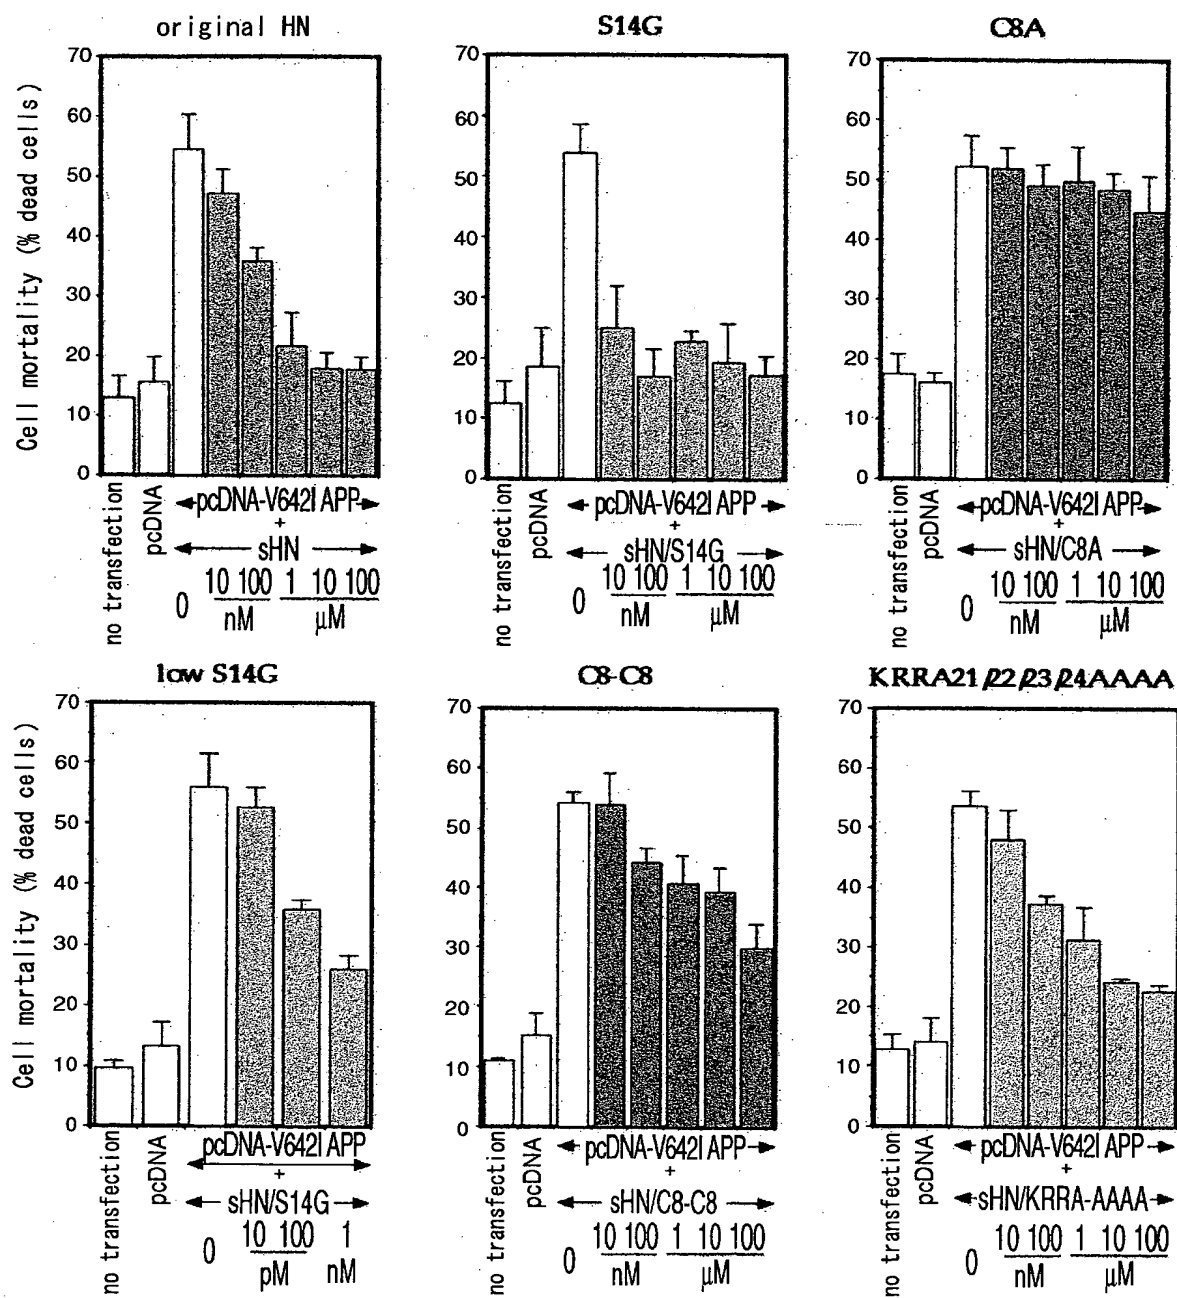 original HN
Cell mortality (% dead cells)
70
60
50
40
30
20
10
0
no transfection
pcDNA
pcDNA-V642I APP
+
sHN
0
10 100
nM
1 10 100
μM
S14G
70
60
50
40
30
20
10
0
no transfection
pcDNA
pcDNA-V642I APP
+
sHN/S14G
0
10 100
nM
1 10 100
μM
C8A
70
60
50
40
30
20
10
0
no transfection
pcDNA
pcDNA-V642I APP
+
sHN/C8A
0
10 100
nM
1 10 100
μM
low S14G
Cell mortality (% dead cells)
70
60
50
40
30
20
10
0
no transfection
pcDNA
pcDNA-V642I APP
+
sHN/S14G
0
10 100
pM
1
nM
C8-C8
70
60
50
40
30
20
10
0
no transfection
pcDNA
pcDNA-V642I APP
+
sHN/C8-C8
0
10 100
nM
1 10 100
μM
KRRA21/22/23/24AAAA
70
60
50
40
30
20
10
0
no transfection
pcDNA
pcDNA-V642I APP
+
sHN/KRRA-AAAA
0
10 100
nM
1 10 100
μM